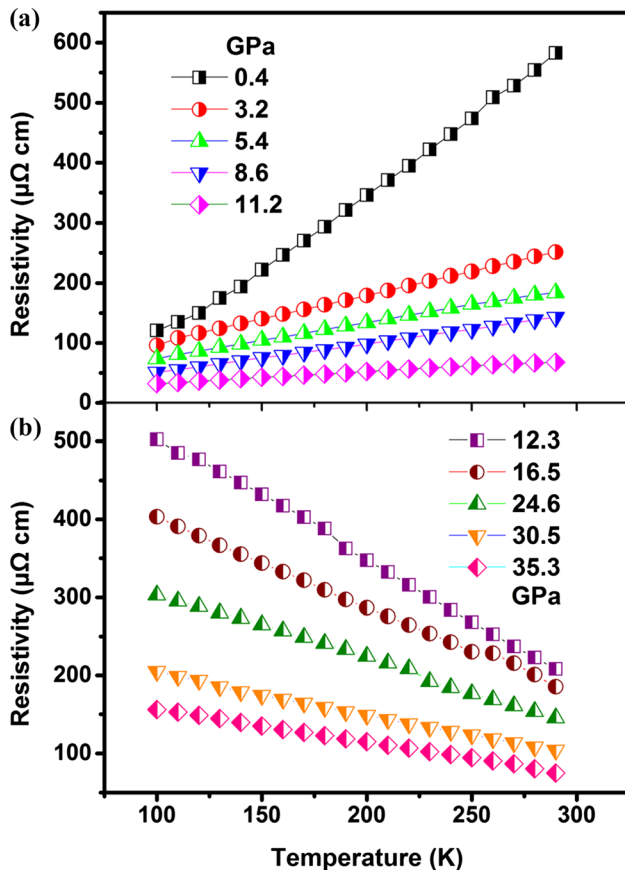 (a)
600
500
400
300
200
100
0
Resistivity (μΩ cm)
GPa
0.4
3.2
5.4
8.6
11.2
(b)
500
400
300
200
100
Resistivity (μΩ cm)
12.3
16.5
24.6
30.5
35.3
GPa
100 150 200 250 300
Temperature (K)